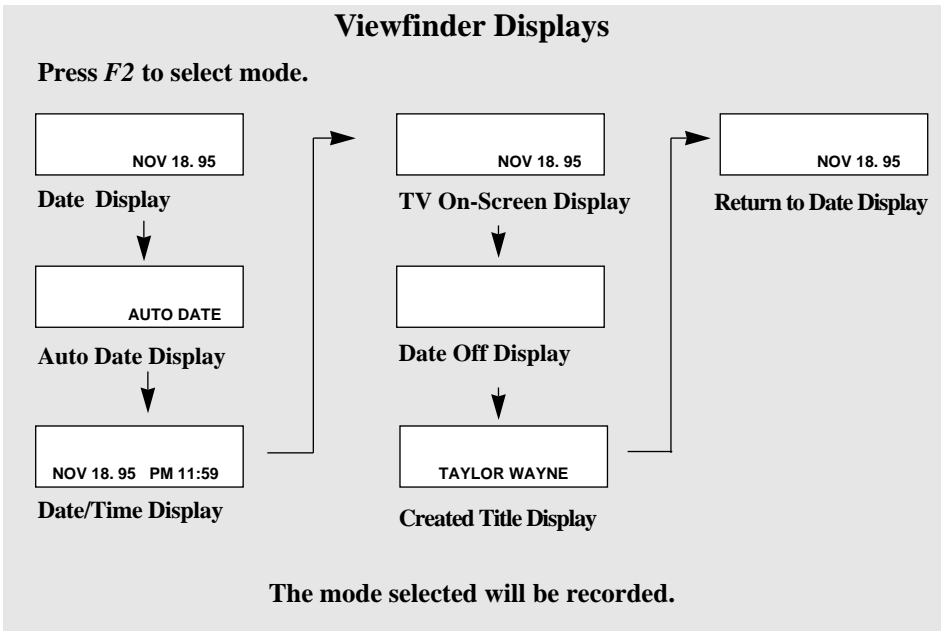 Viewfinder Displays
Press F2 to select mode.
NOV 18. 95
Date Display
AUTO DATE
Auto Date Display
NOV 18. 95 PM 11:59
Date/Time Display
NOV 18. 95
TV On-Screen Display
Date Off Display
TAYLOR WAYNE
Created Title Display
NOV 18. 95
Return to Date Display
The mode selected will be recorded.